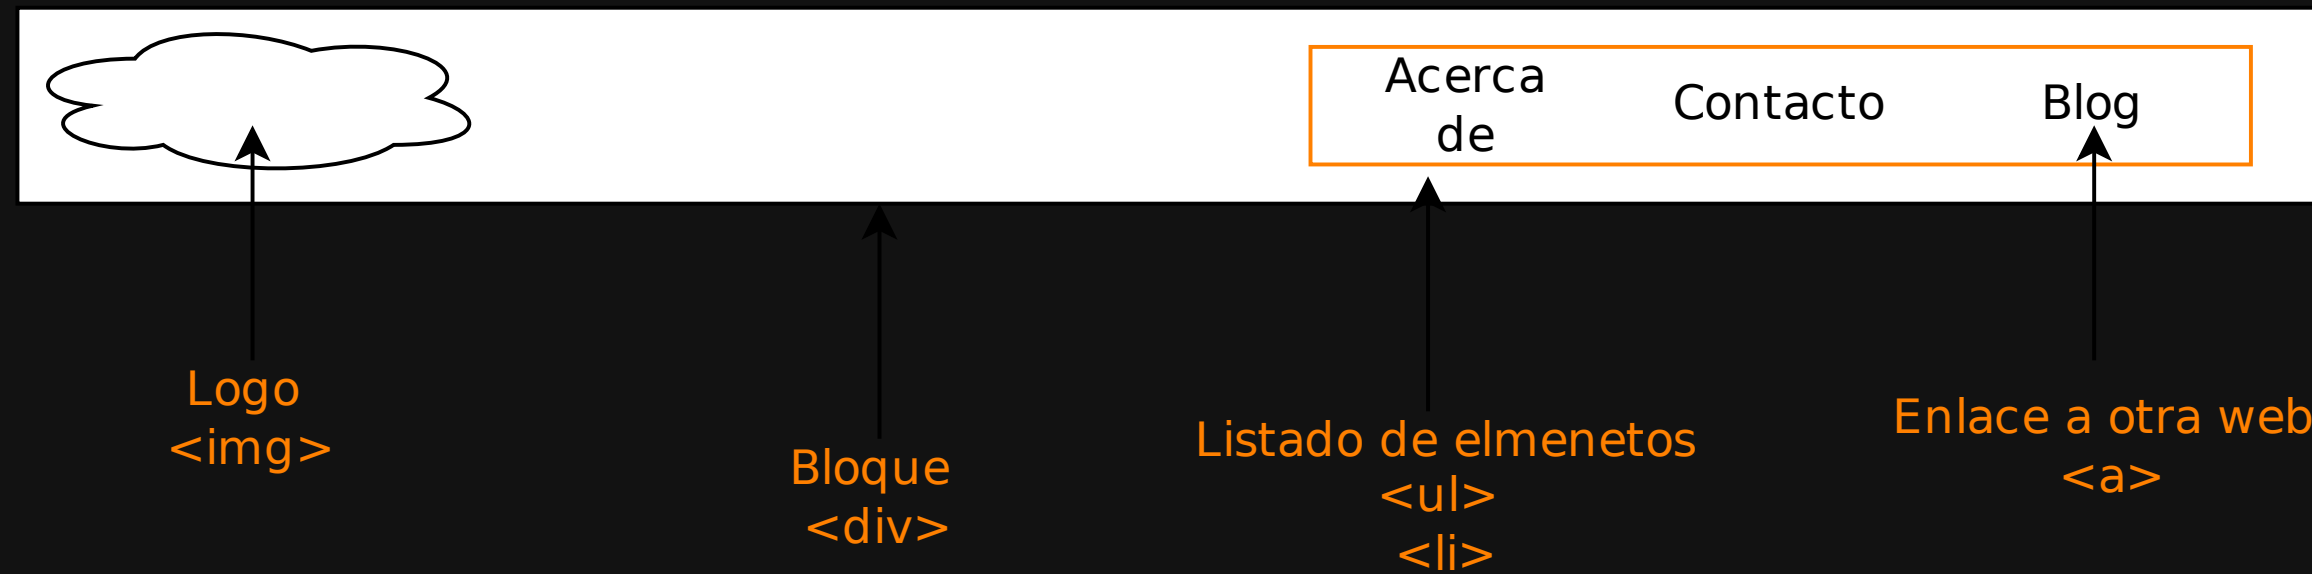 Acerca
de
Contacto
Blog
Logo
<img>
Bloque
<div>
Listado de elmenetos
<ul>
<li>
Enlace a otra web
<a>